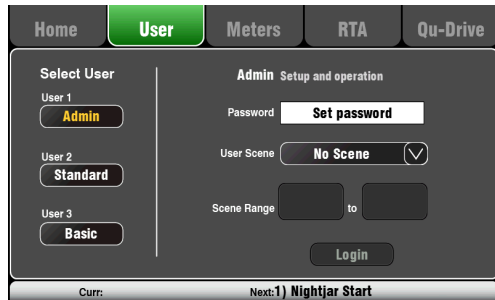 Home User Meters RTA Qu-Drive
Select User
User 1
Admin
User 2
Standard
User 3
Basic
Admin Setup and operation
Password Set password
User Scene No Scene
Scene Range to
Login
Curr: Next:1) Nightjar Start